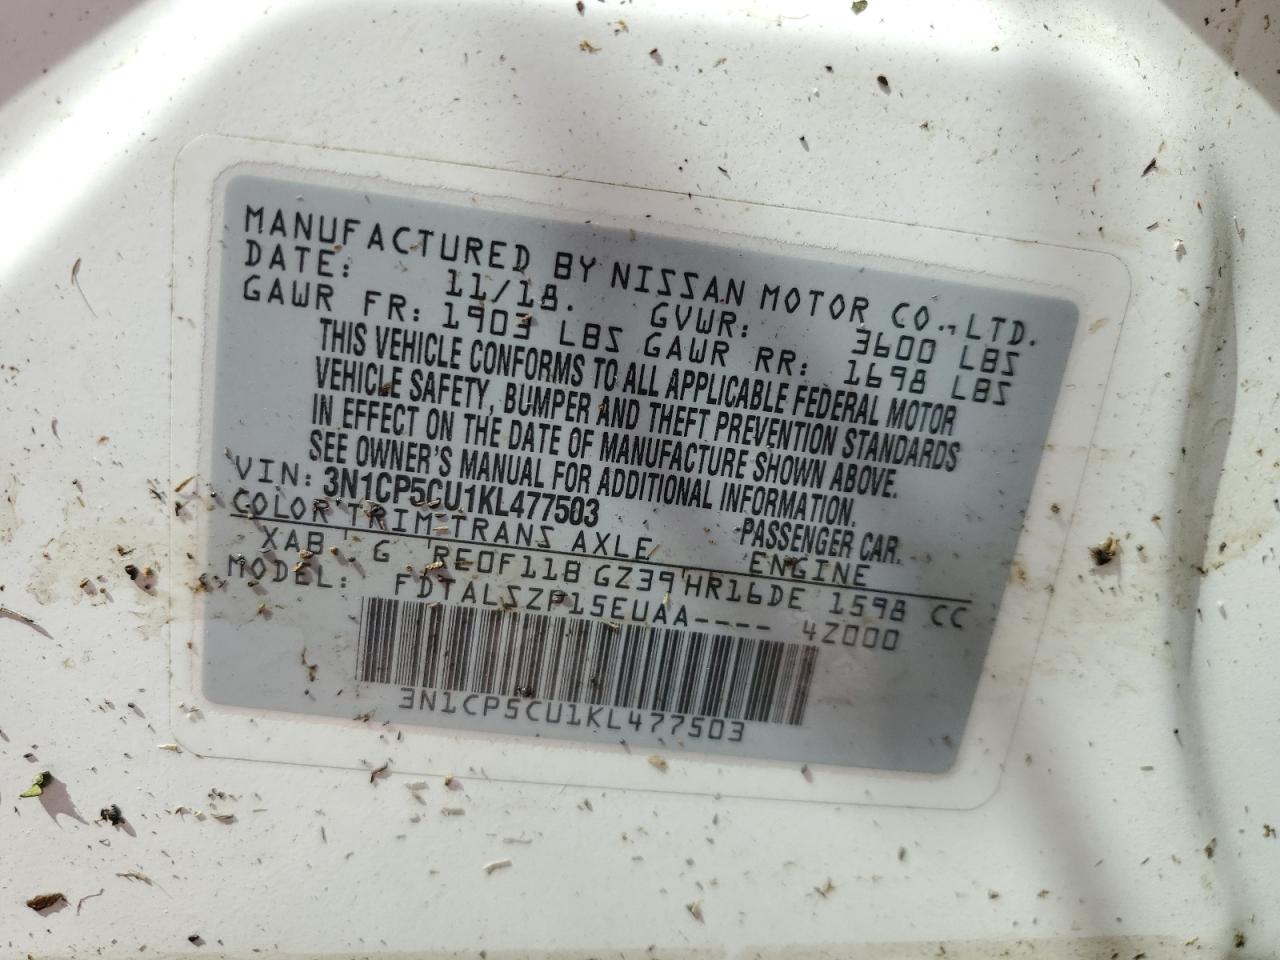 MANUFACTURED BY NISSAN MOTOR CO., LTD.
DATE: 11/18. GVWR: 3600 LBS
GAWR FR: 1903 LBS GAWR RR: 1698 LBS
THIS VEHICLE CONFORMS TO ALL APPLICABLE FEDERAL MOTOR
VEHICLE SAFETY, BUMPER AND THEFT PREVENTION STANDARDS
IN EFFECT ON THE DATE OF MANUFACTURE SHOWN ABOVE.
SEE OWNER'S MANUAL FOR ADDITIONAL INFORMATION.
VIN: 3N1CP5CU1KL477503 PASSENGER CAR.
COLOR TRIM TRANS AXLE ENGINE
XAB G RE0F11B GZ39 HR16DE 1598 CC
MODEL: FDTALSZP15EUAA---- 4Z000
3N1CP5CU1KL477503